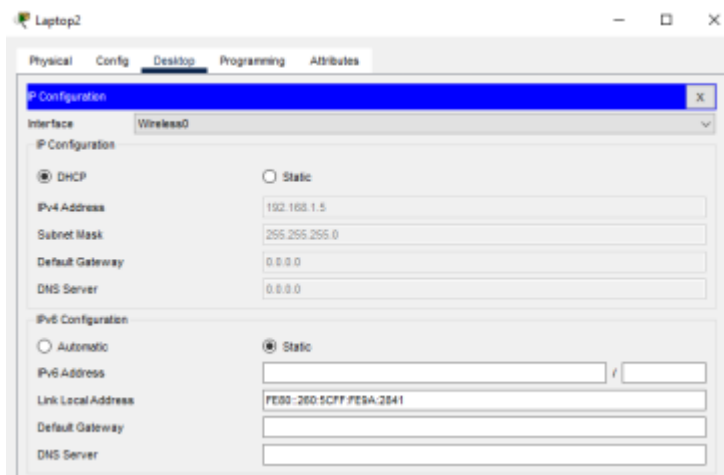 Laptop2
Physical Config Desktop Programming Attributes
IP Configuration X
Interface Wireless0
IP Configuration
DHCP Static
IPv4 Address 192.168.1.5
Subnet Mask 255.255.255.0
Default Gateway 0.0.0.0
DNS Server 0.0.0.0
IPv6 Configuration
Automatic Static
IPv6 Address /
Link Local Address FE80::260:5CFF:FE9A:2841
Default Gateway
DNS Server